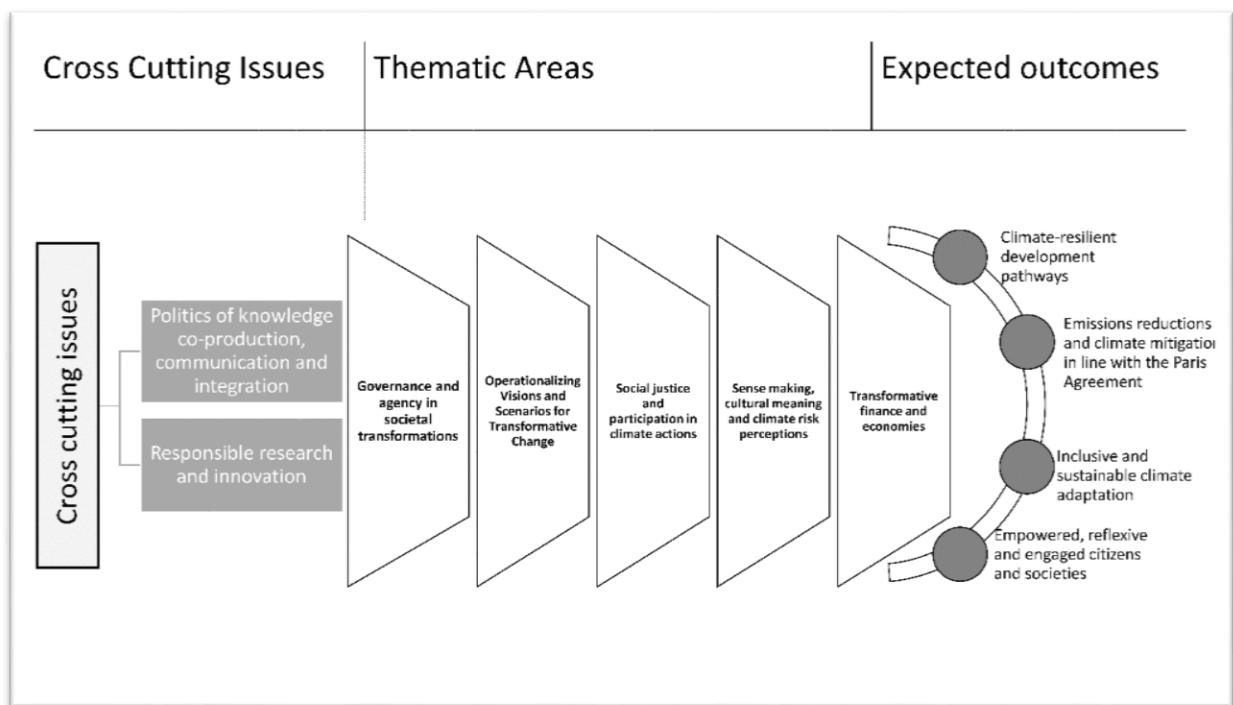 Cross Cutting Issues
Thematic Areas
Expected outcomes
Cross cutting issues
Politics of knowledge
co-production,
communication and
integration
Responsible research
and innovation
Governance and
agency in
societal
transformations
Operationalizing
Visions and
Scenarios for
Transformative
Change
Social justice
and
participation in
climate actions
Sense making,
cultural meaning
and climate risk
perceptions
Transformative
finance and
economies
Climate-resilient
development
pathways
Emissions reductions
and climate mitigation
in line with the Paris
Agreement
Inclusive and
sustainable climate
adaptation
Empowered, reflexive
and engaged citizens
and societies